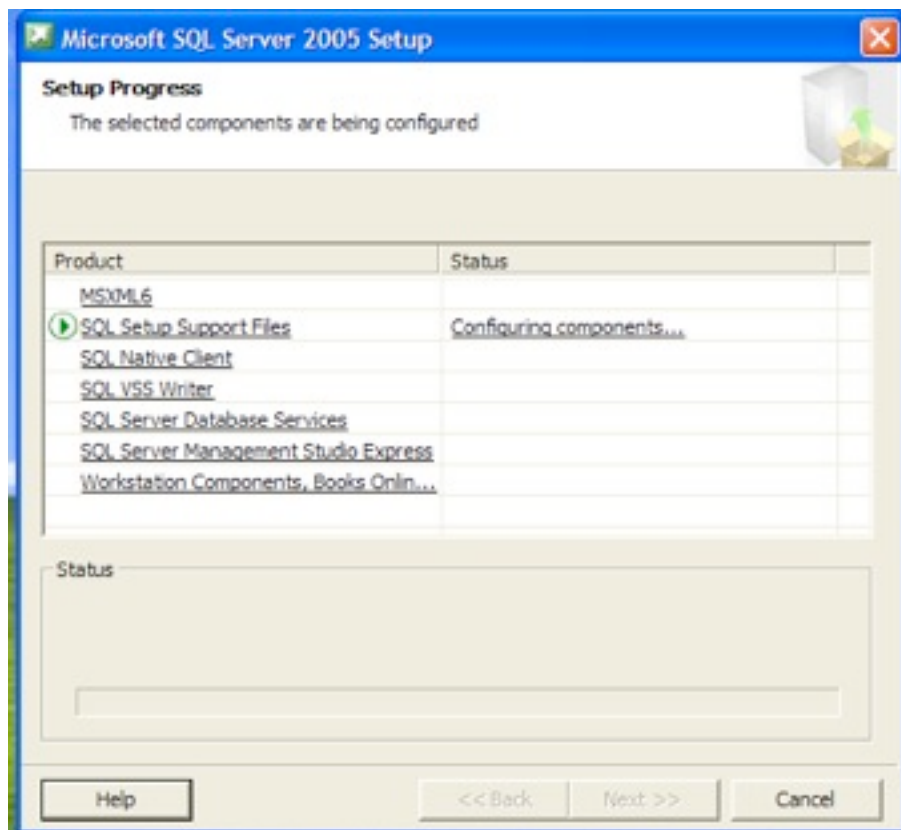 Microsoft SQL Server 2005 Setup
Setup Progress
The selected components are being configured
Product Status
MSXML6
SQL Setup Support Files Configuring components...
SQL Native Client
SQL VSS Writer
SQL Server Database Services
SQL Server Management Studio Express
Workstation Components, Books Onlin...
Status
Help << Back Next >> Cancel